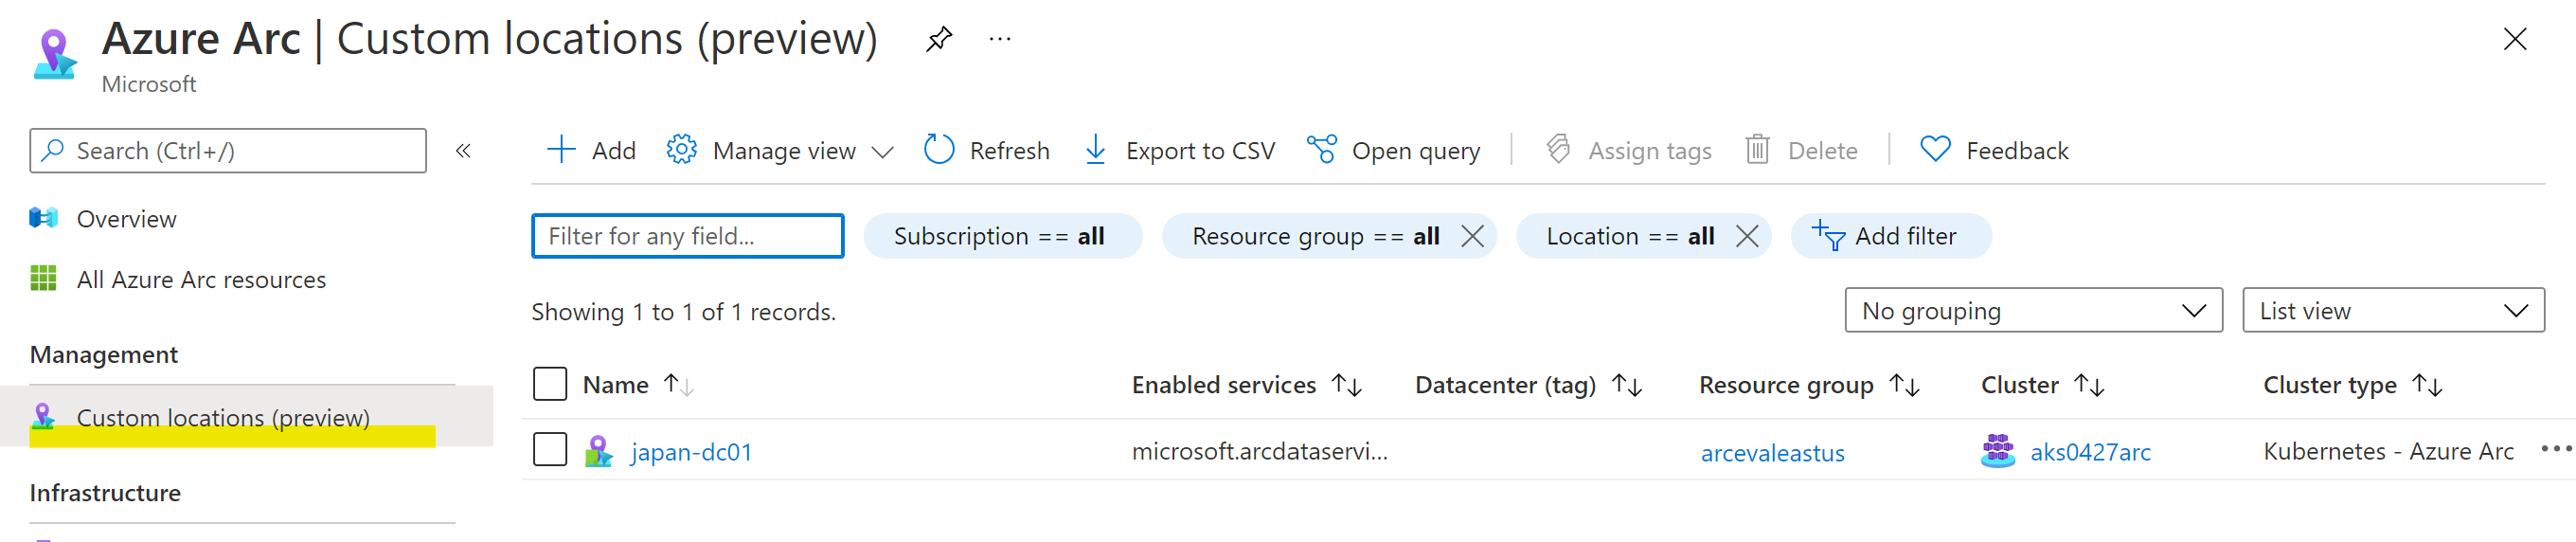 Azure Arc | Custom locations (preview) ...
Microsoft
Search (Ctrl+/)
«
Add
Manage view
Refresh
Export to CSV
Open query
Assign tags
Delete
Feedback
Overview
All Azure Arc resources
Management
Custom locations (preview)
Infrastructure
Filter for any field...
Subscription == all
Resource group == all
Location == all
Add filter
Showing 1 to 1 of 1 records.
No grouping
List view
Name
Enabled services
Datacenter (tag)
Resource group
Cluster
Cluster type
japan-dc01
microsoft.arcdataservi...
arcevaleastus
aks0427arc
Kubernetes - Azure Arc
...